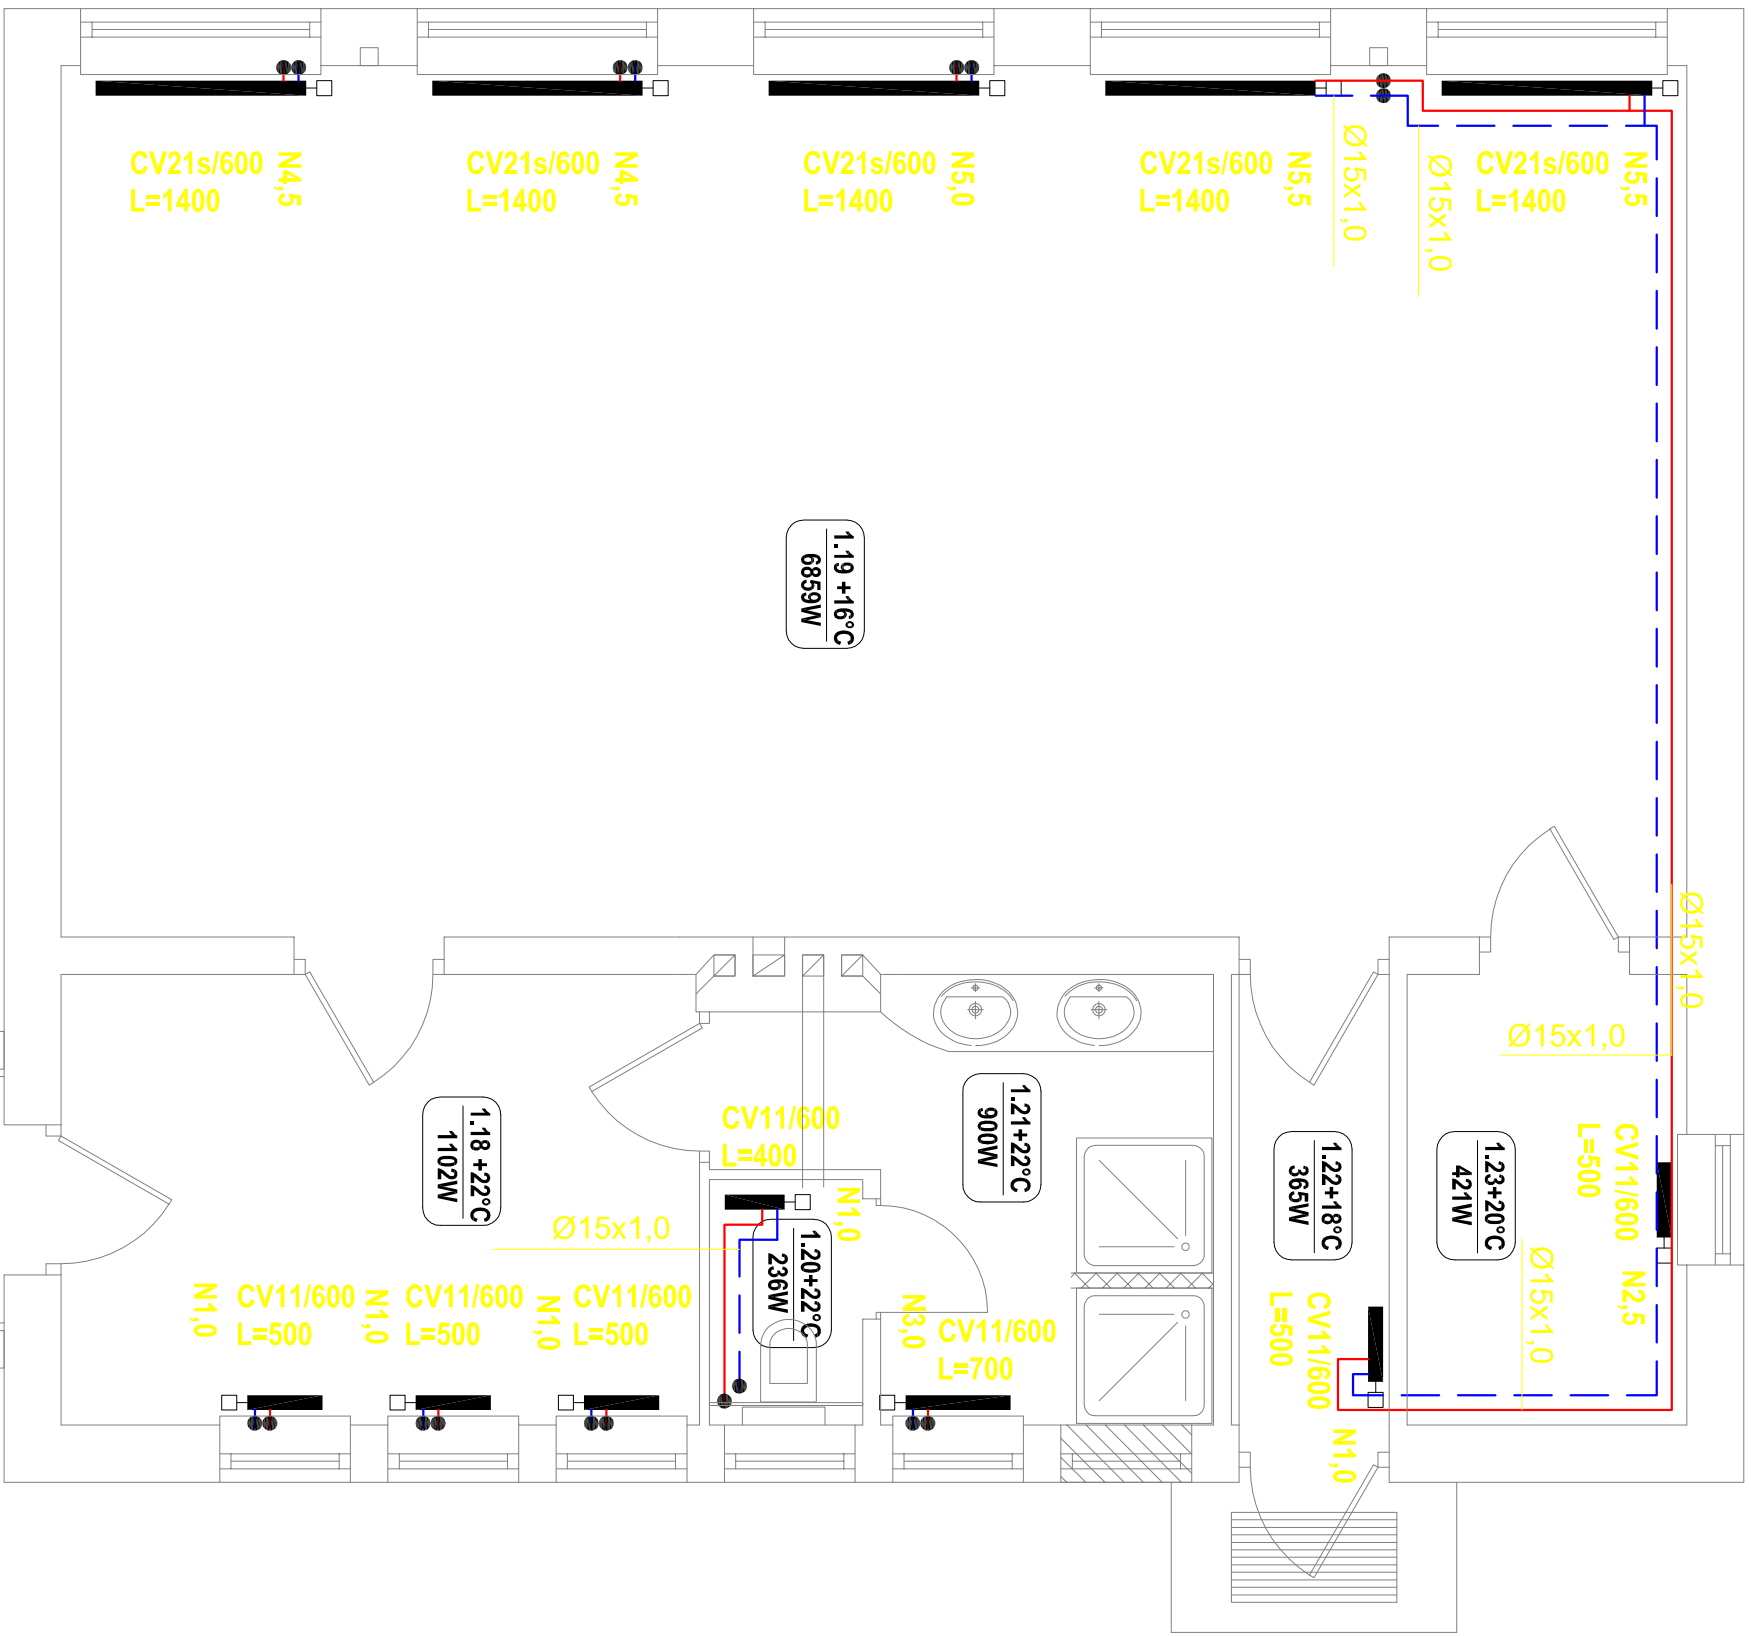 CV21s/600
L=1400
N4,5
CV21s/600
L=1400
N4,5
CV21s/600
L=1400
N5,0
CV21s/600
L=1400
N5,5
Ø15x1,0
Ø15x1,0
CV21s/600
L=1400
N5,5
1.19 +16°C
6859W
Ø15x1,0
Ø15x1,0
1.18 +22°C
1102W
CV11/600
L=400
N1,0
1.21+22°C
900W
1.22+18°C
365W
1.23+20°C
421W
CV11/600
L=500
N2,5
Ø15x1,0
1.20+22°C
236W
Ø15x1,0
N1,0
CV11/600
L=500
N1,0
CV11/600
L=500
N1,0
CV11/600
L=500
N3,0
CV11/600
L=700
CV11/600
L=500
N1,0